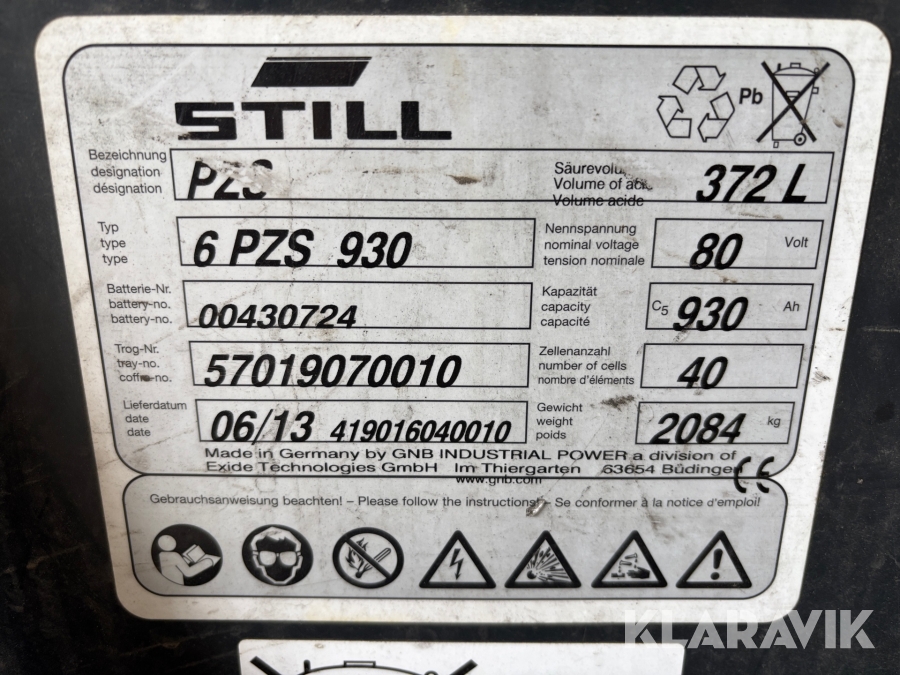 STILL
Pb
Bezeichnung
designation
désignation
PZS
Volume of
Volume acide
372 L
Typ
type
type
6 PZS 930
Nennspannung
nominal voltage
tension nominale
80 Volt
Batterie-Nr.
battery-no.
battery-no.
00430724
Kapazität
capacity
capacité
C5 930 Ah
Trog-Nr.
tray-no.
coffre-no.
57019070010
Zellenanzahl
number of cells
nombre d'éléments
40
Lieferdatum
date
date
06/13 419016040010
Gewicht
weight
poids
2084 kg
Made in Germany by GNB INDUSTRIAL POWER a division of
Exide Technologies GmbH Im Thiergarten 63654 Büdingen
CE
www.gnb.com
Gebrauchsanweisung beachten! – Please follow the instructions! – Se conformer à la notice d'emploi!
KLARAVIK